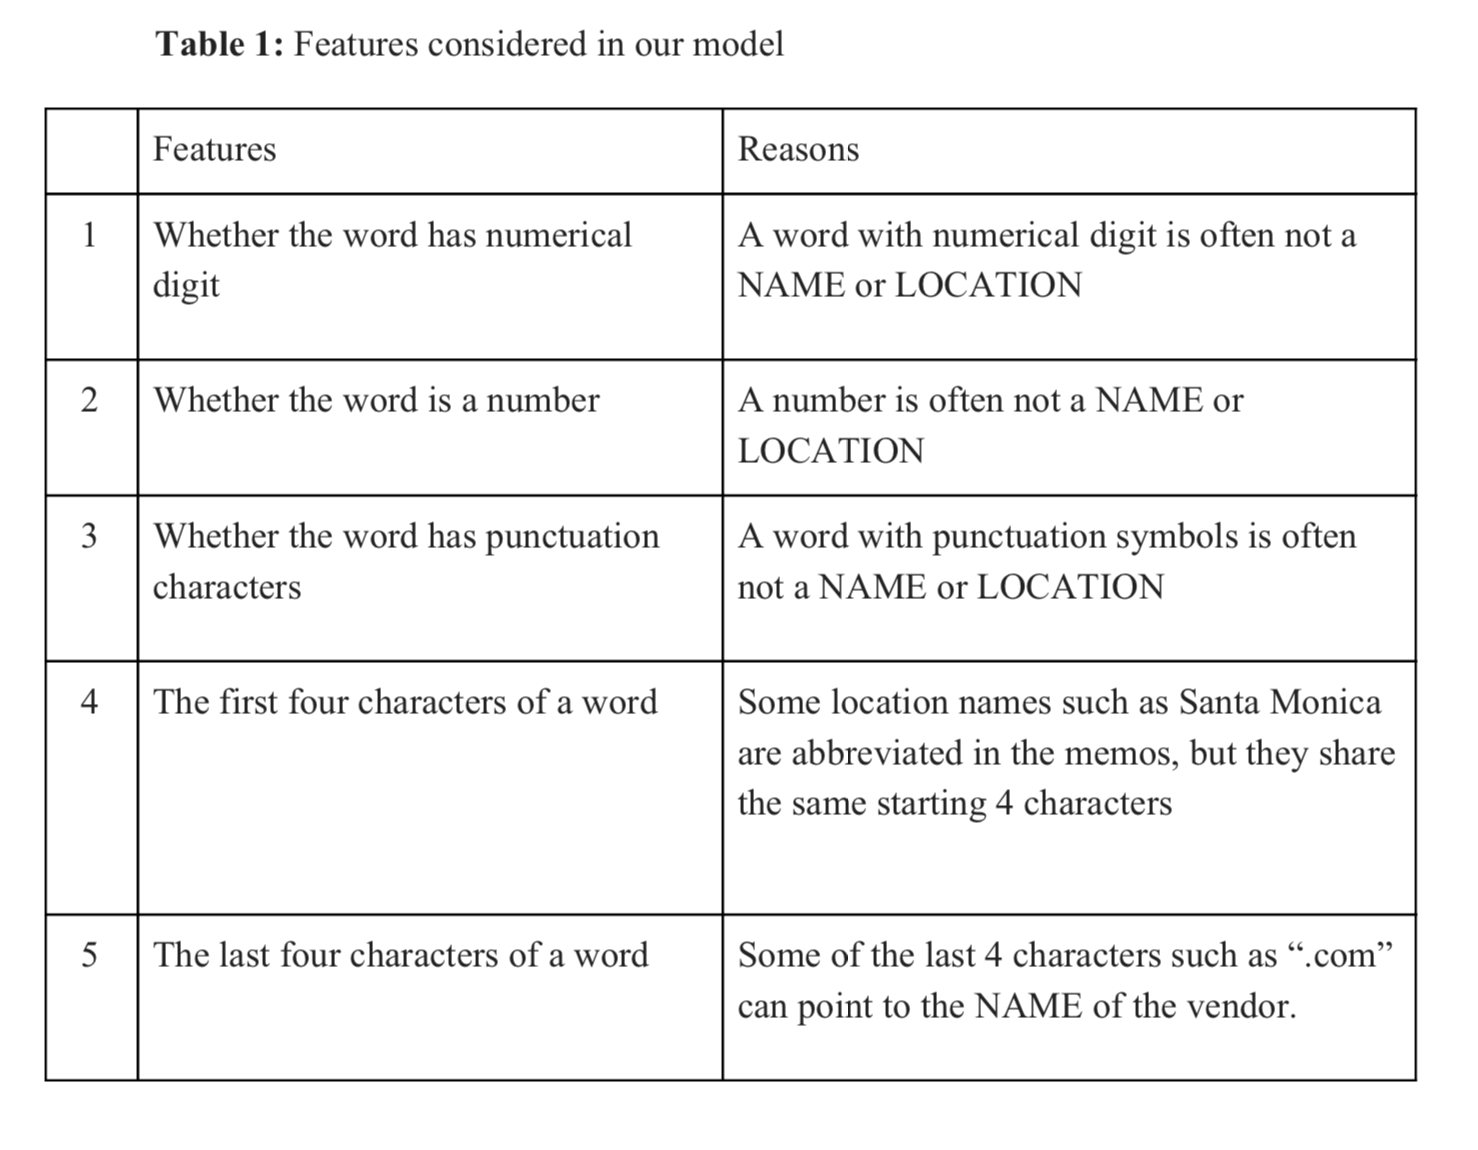 Table 1: Features considered in our model
Features
Reasons
1
Whether the word has numerical
digit
A word with numerical digit is often not a
NAME or LOCATION
2
Whether the word is a number
A number is often not a NAME or
LOCATION
3
Whether the word has punctuation
characters
A word with punctuation symbols is often
not a NAME or LOCATION
4
The first four characters of a word
Some location names such as Santa Monica
are abbreviated in the memos, but they share
the same starting 4 characters
5
The last four characters of a word
Some of the last 4 characters such as “.com”
can point to the NAME of the vendor.